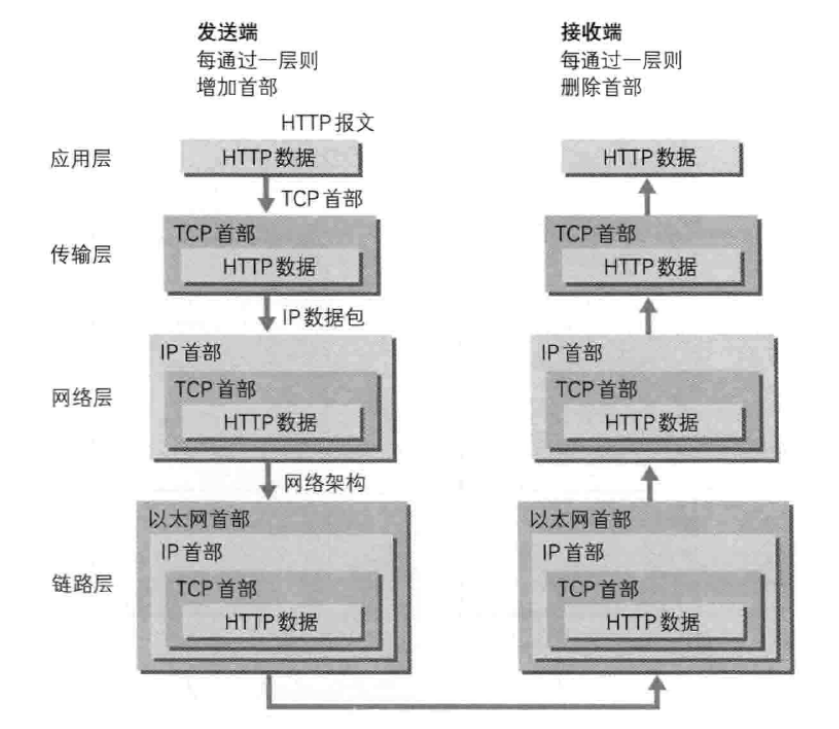 发送端
每通过一层则
增加首部
接收端
每通过一层则
删除首部
HTTP 报文
应用层
HTTP 数据
HTTP 数据
TCP 首部
传输层
TCP 首部
HTTP 数据
TCP 首部
HTTP 数据
IP 数据包
网络层
IP 首部
TCP 首部
HTTP 数据
IP 首部
TCP 首部
HTTP 数据
网络架构
链路层
以太网首部
IP 首部
TCP 首部
HTTP 数据
以太网首部
IP 首部
TCP 首部
HTTP 数据